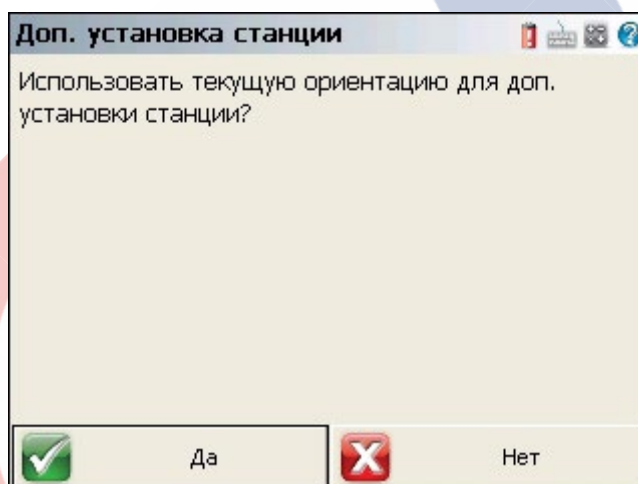 Доп. установка станции
Использовать текущую ориентацию для доп.
установки станции?
Да
Нет